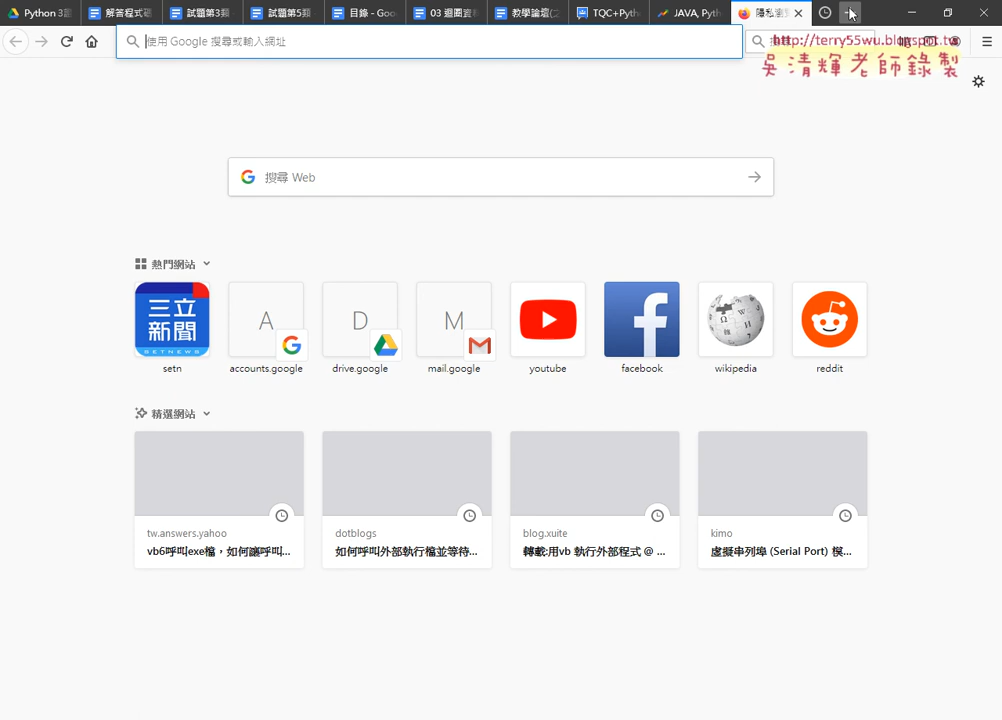 Python 3題
解答程式碼
試題第3類
試題第5類
目錄 - Goo
03 迴圈資料
教學論壇(2
TQC+Pyth
JAVA, Pyth
隱私瀏覽
使用 Google 搜尋或輸入網址
http://terry55wu.blogspot.tw
吳清輝老師錄製
搜尋 Web
熱門網站
三立
新聞
SETNEWS
setn
A
accounts.google
D
drive.google
M
mail.google
youtube
facebook
wikipedia
reddit
精選網站
tw.answers.yahoo
vb6呼叫exe檔，如何讓呼叫...
dotblogs
如何呼叫外部執行檔並等待...
blog.xuite
轉載:用vb 執行外部程式 @ ...
kimo
虛擬串列埠 (Serial Port) 模...